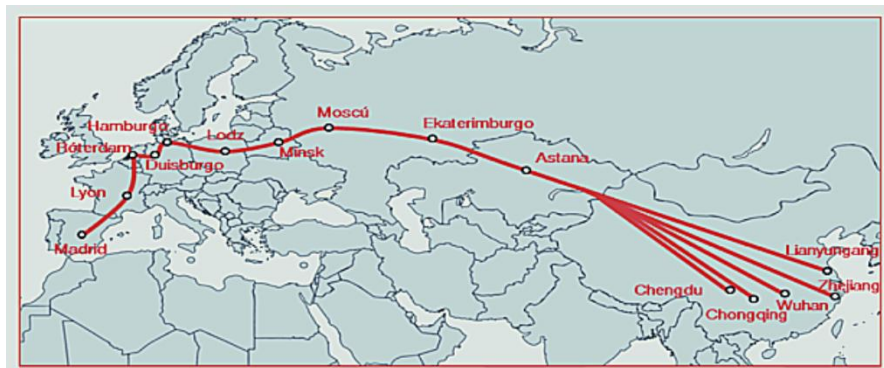 Moscú
Ekaterimburgo
Hamburgo
Lodz
Róterdam
Duisburgo
Minsk
Astana
Lyon
Madrid
Lianyungang
Chengdu
Zhejiang
Wuhan
Chongqing